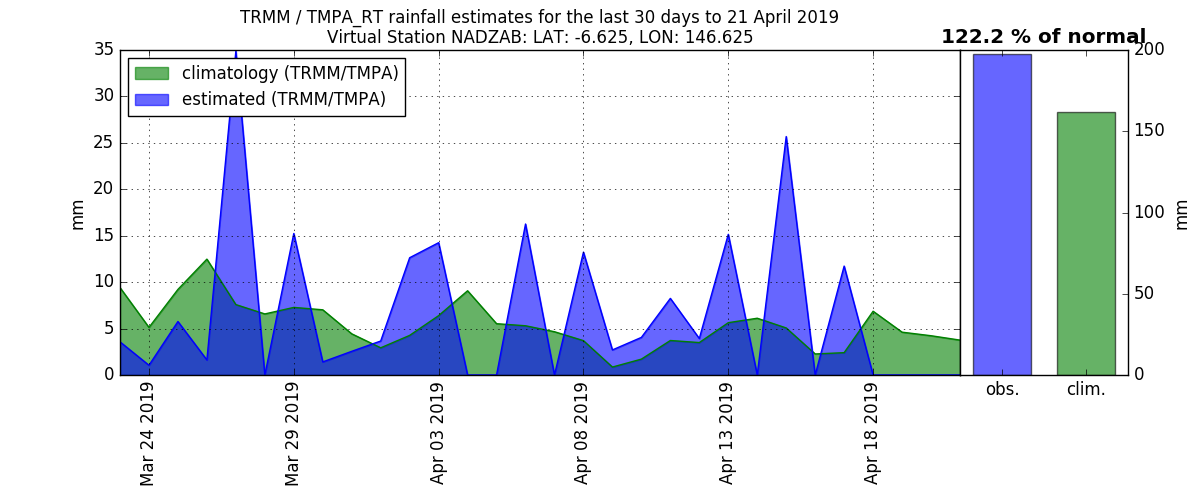 TRMM / TMPA_RT rainfall estimates for the last 30 days to 21 April 2019
Virtual Station NADZAB: LAT: -6.625, LON: 146.625
122.2 % of normal
climatology (TRMM/TMPA)
estimated (TRMM/TMPA)
35
30
25
20
15
10
5
0
mm
Mar 24 2019
Mar 29 2019
Apr 03 2019
Apr 08 2019
Apr 13 2019
Apr 18 2019
obs.
clim.
200
150
100
50
0
mm